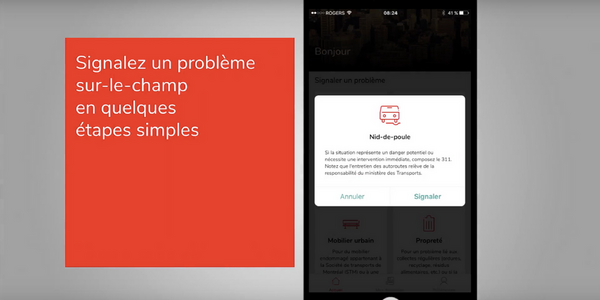 Signalez un problème
sur-le-champ
en quelques
étapes simples
ROGERS
08:24
41 %
Bonjour
Signaler un problème
Nid-de-poule
Si la situation représente un danger potentiel ou
nécessite une intervention immédiate, composez le 311.
Notez que l'entretien des autoroutes relève de la
responsabilité du ministère des Transports.
Annuler
Signaler
Mobilier urbain
Propreté